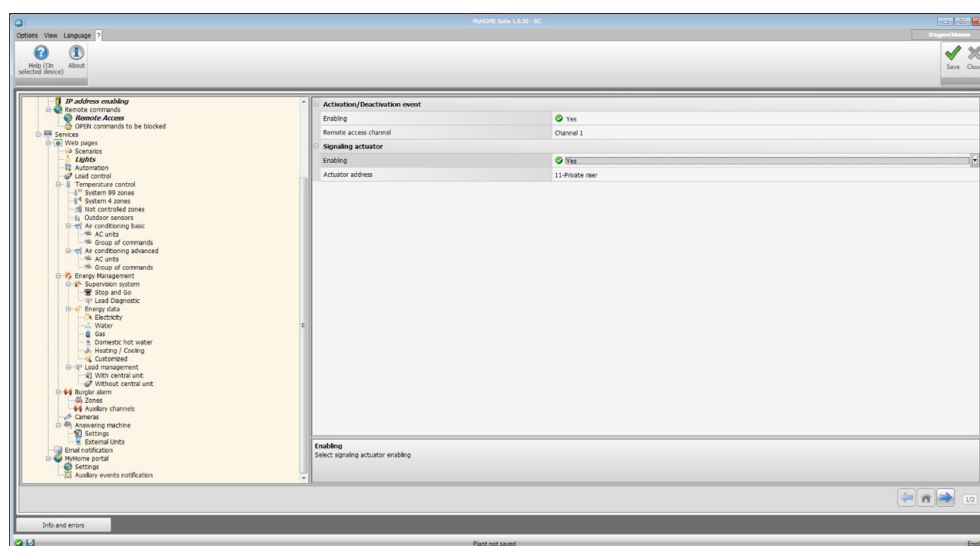 MyHOME Suite 1.0.30 - RC
Options View Language ?
Help (On selected device)
About
Save
Close
IP address enabling
Remote commands
Remote Access
OPEN commands to be blocked
Services
Web pages
Scenarios
Lights
Automation
Load control
Temperature control
System 99 zones
System 4 zones
Not controlled zones
Outdoor sensors
Air conditioning basic
AC units
Group of commands
Air conditioning advanced
AC units
Group of commands
Energy Management
Supervision system
Stop and Go
Load Diagnostic
Energy data
Electricity
Water
Gas
Domestic hot water
Heating / Cooling
Customized
Load management
With central unit
Without central unit
Burglar alarm
Zones
Auxiliary channels
Cameras
Answering machine
Settings
External Units
Email notification
MyHome portal
Settings
Auxiliary events notification
Activation/Deactivation event
Enabling Yes
Remote access channel Channel 1
Signaling actuator
Enabling Yes
Actuator address 11-Private riser
Enabling
Select signaling actuator enabling
1/2
Info and errors
Plant not saved